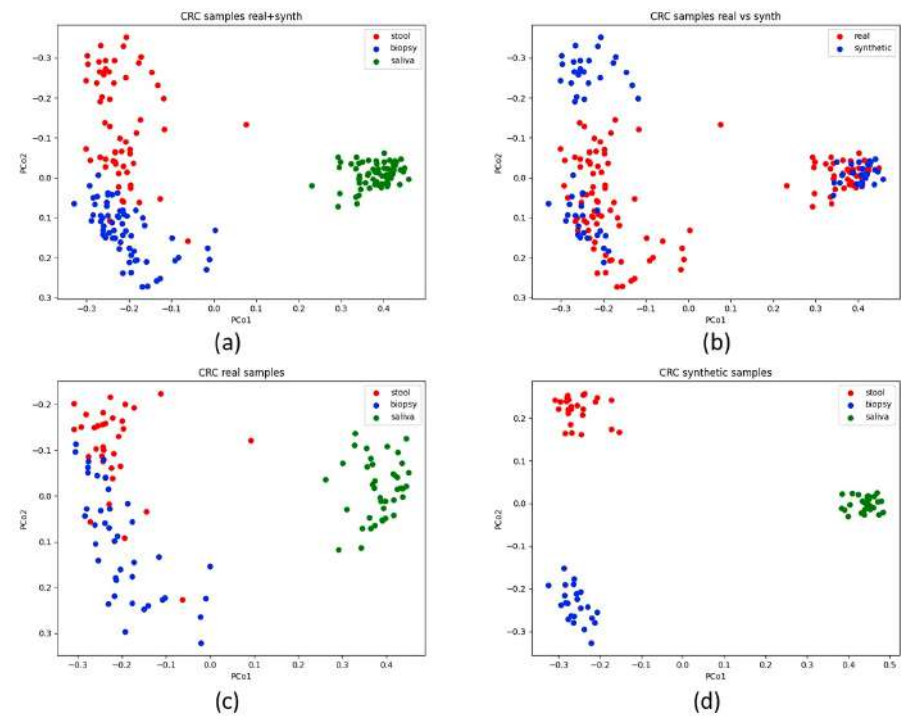 CRC samples real+synth
stool
biopsy
saliva
−0.3
−0.2
−0.1
0.0
0.1
0.2
0.3
PCo2
−0.3
−0.2
−0.1
0.0
0.1
0.2
0.3
0.4
PCo1
(a)
CRC samples real vs synth
real
synthetic
−0.3
−0.2
−0.1
0.0
0.1
0.2
0.3
PCo2
−0.3
−0.2
−0.1
0.0
0.1
0.2
0.3
0.4
PCo1
(b)
CRC real samples
stool
biopsy
saliva
−0.2
−0.1
0.0
0.1
0.2
0.3
PCo2
−0.3
−0.2
−0.1
0.0
0.1
0.2
0.3
0.4
PCo1
(c)
CRC synthetic samples
stool
biopsy
saliva
0.2
0.1
0.0
−0.1
−0.2
−0.3
PCo2
−0.3
−0.2
−0.1
0.0
0.1
0.2
0.3
0.4
0.5
PCo1
(d)